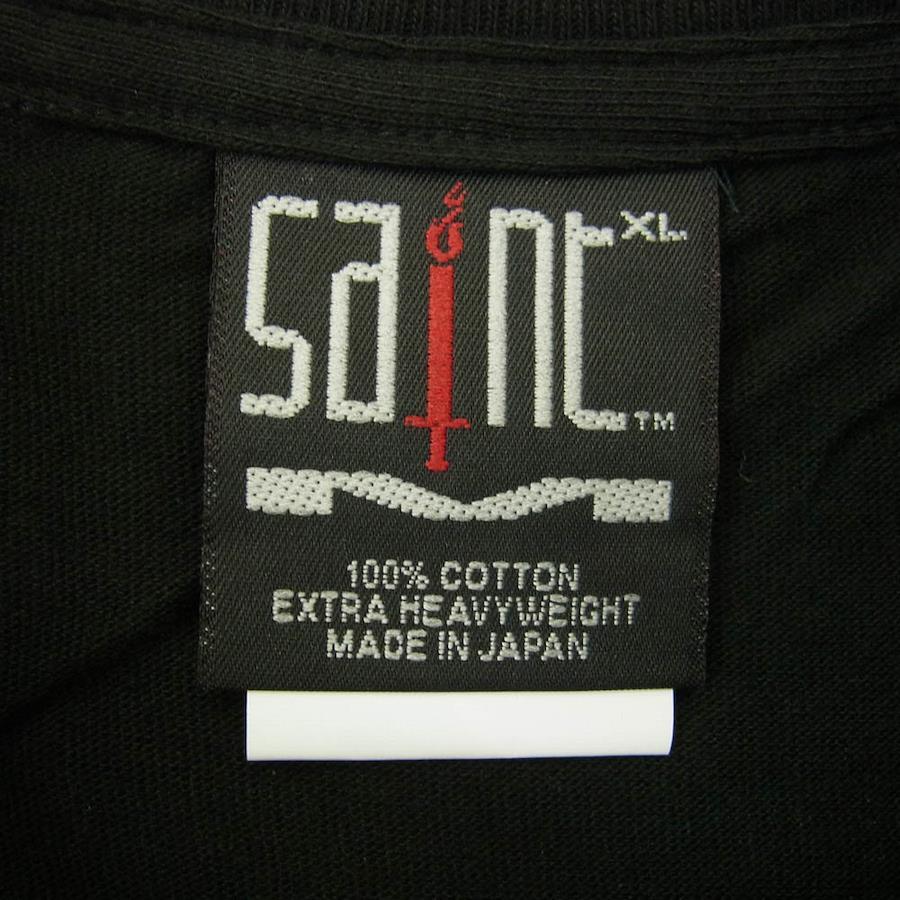 saint XL.
TM
100% COTTON
EXTRA HEAVYWEIGHT
MADE IN JAPAN